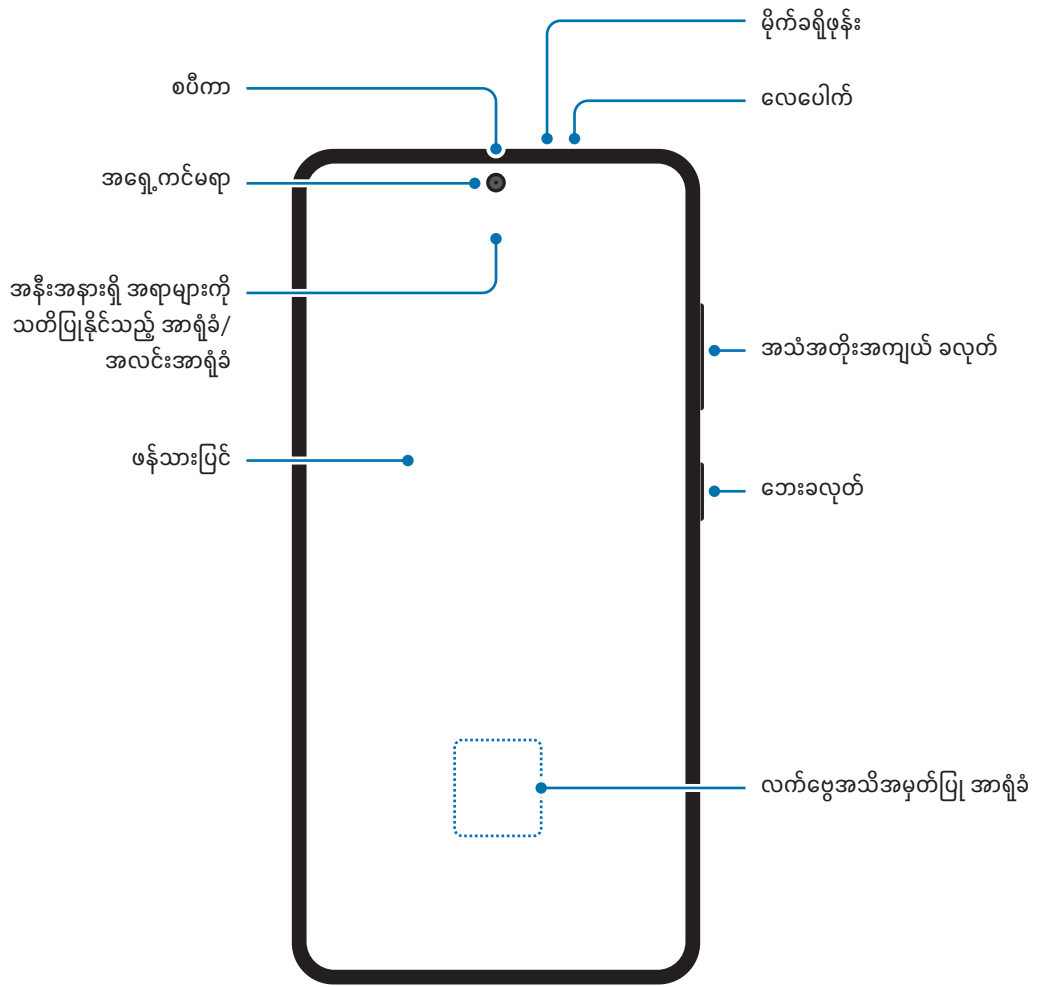 မိုက်ခရိုဖုန်း
စပီကာ
လေပေါက်
အရှေ့ကင်မရာ
အနီးအနားရှိ အရာများကို
သတိပြုနိုင်သည့် အာရုံခံ/
အလင်းအာရုံခံ
အသံအတိုးအကျယ် ခလုတ်
ဖန်သားပြင်
ဘေးခလုတ်
လက်ဗွေအသိအမှတ်ပြု အာရုံခံ